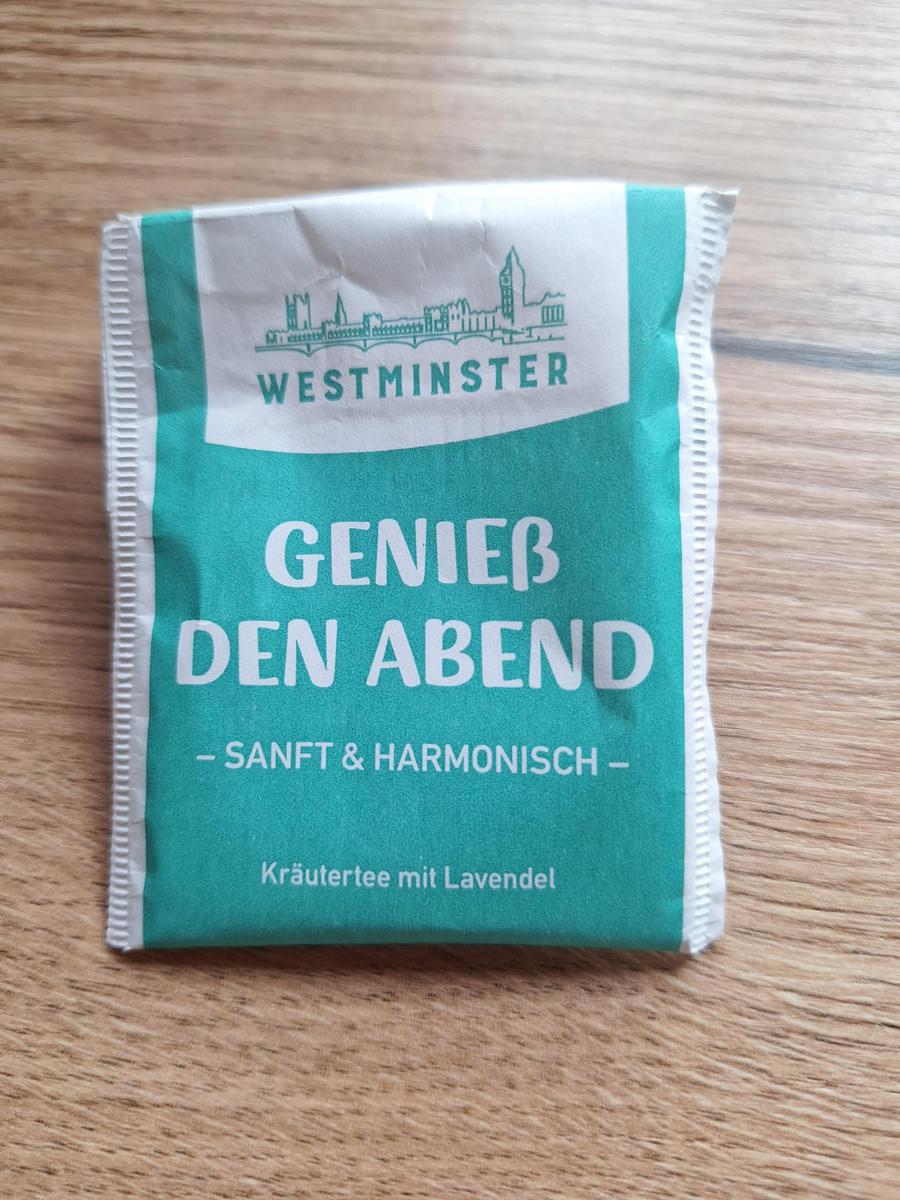 WESTMINSTER
GENIEß
DEN ABEND
– SANFT & HARMONISCH –
Kräutertee mit Lavendel